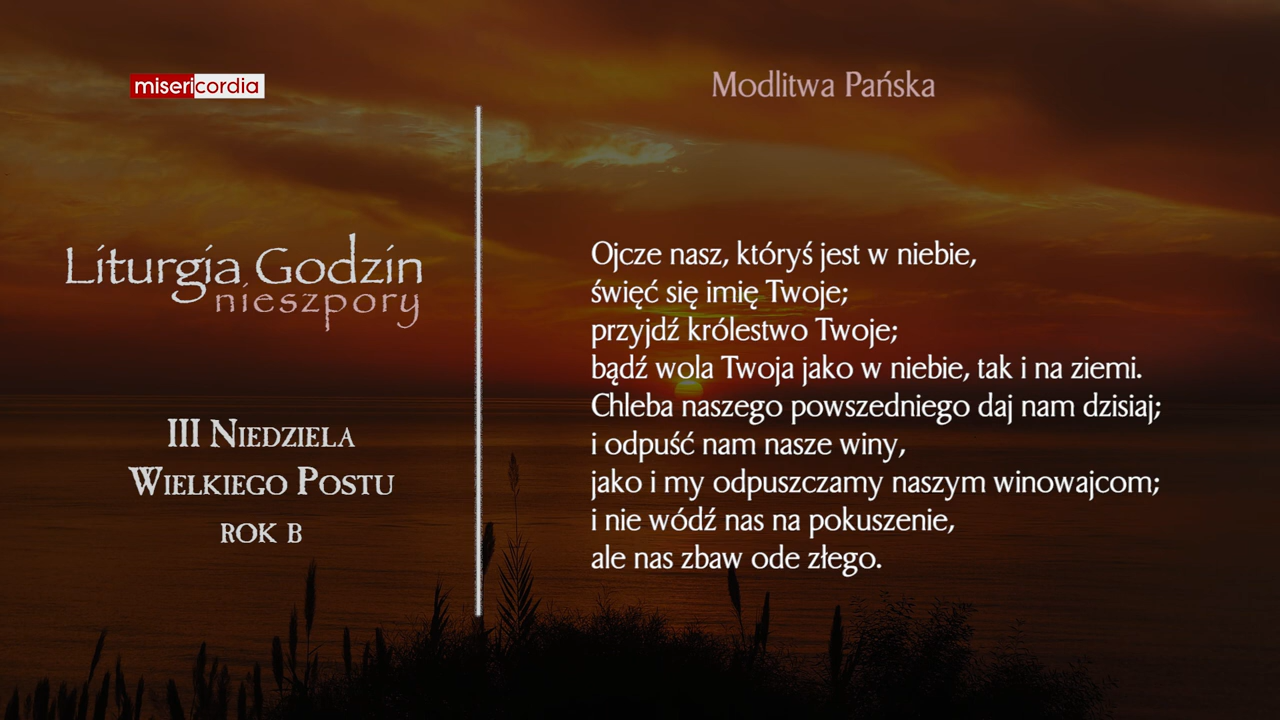 misericordia
Liturgia Godzin
nieszpory
III Niedziela
Wielkiego Postu
rok B
Modlitwa Pańska
Ojcze nasz, któryś jest w niebie,
święć się imię Twoje;
przyjdź królestwo Twoje;
bądź wola Twoja jako w niebie, tak i na ziemi.
Chleba naszego powszedniego daj nam dzisiaj;
i odpuść nam nasze winy,
jako i my odpuszczamy naszym winowajcom;
i nie wódź nas na pokuszenie,
ale nas zbaw ode złego.